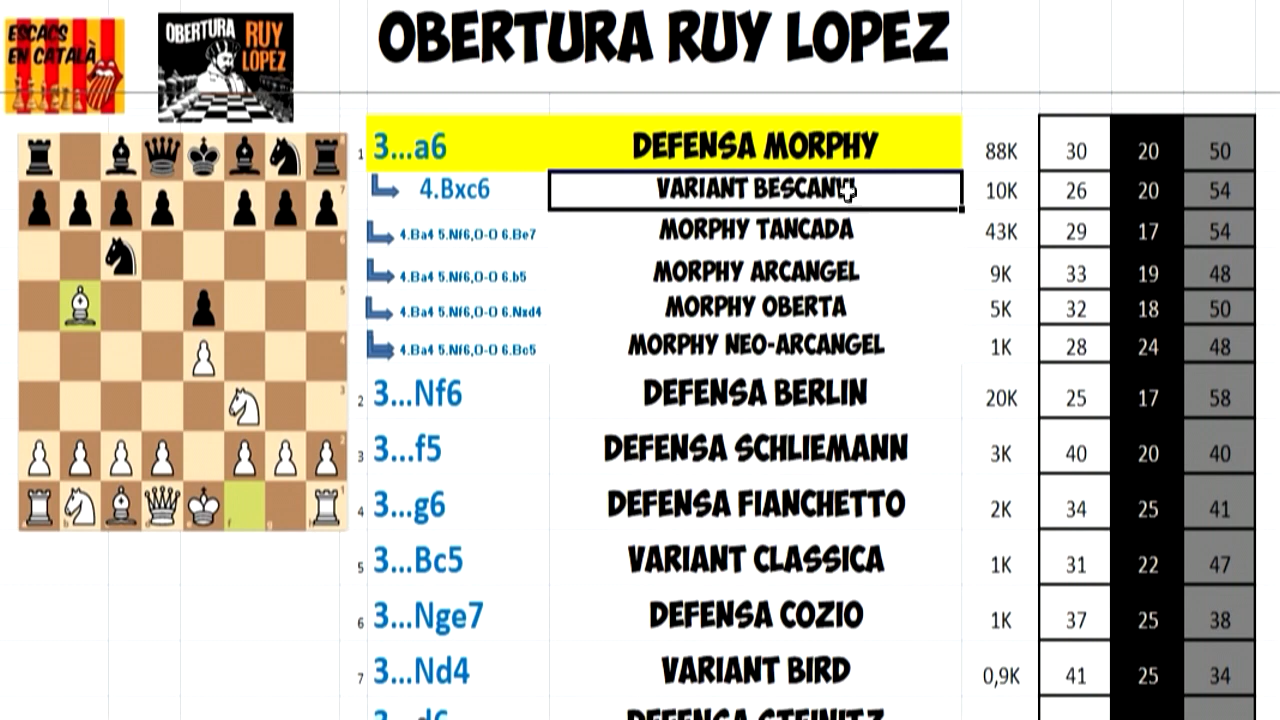 ESCACS
EN CATALÀ
OBERTURA
RUY
LOPEZ
OBERTURA RUY LOPEZ
1 3...a6 DEFENSA MORPHY 88K 30 20 50
4.Bxc6 VARIANT 10K 26 20 54
4.Ba4 5.Nf6,O-O 6.Be7 MORPHY TANCADA 43K 29 17 54
4.Ba4 5.Nf6,O-O 6.b5 MORPHY ARCANGEL 9K 33 19 48
4.Ba4 5.Nf6,O-O 6.Nxd4 MORPHY OBERTA 5K 32 18 50
4.Ba4 5.Nf6,O-O 6.Bc5 MORPHY NEO-ARCANGEL 1K 28 24 48
2 3...Nf6 DEFENSA BERLIN 20K 25 17 58
3 3...f5 DEFENSA SCHLIEMANN 3K 40 20 40
4 3...g6 DEFENSA FIANCHETTO 2K 34 25 41
5 3...Bc5 VARIANT CLASSICA 1K 31 22 47
6 3...Nge7 DEFENSA COZIO 1K 37 25 38
7 3...Nd4 VARIANT BIRD 0,9K 41 25 34
3...d6 DEFENSA STEINITZ